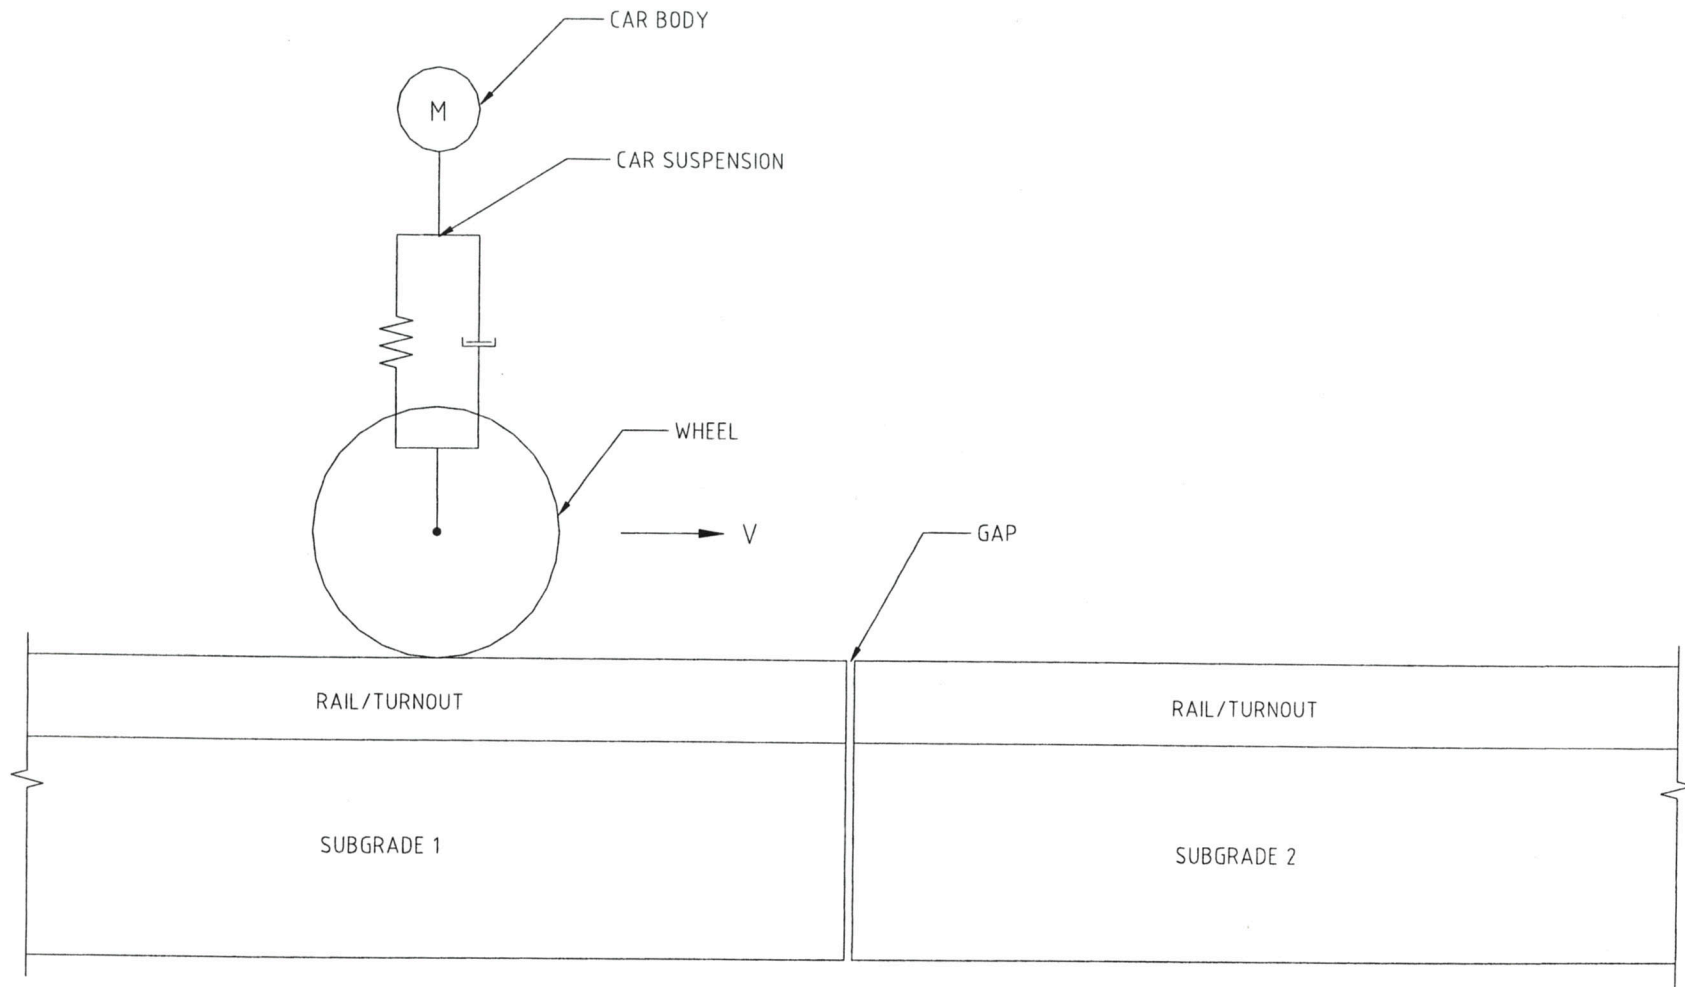 CAR BODY
M
CAR SUSPENSION
WHEEL
V
GAP
RAIL/TURNOUT
RAIL/TURNOUT
SUBGRADE 1
SUBGRADE 2